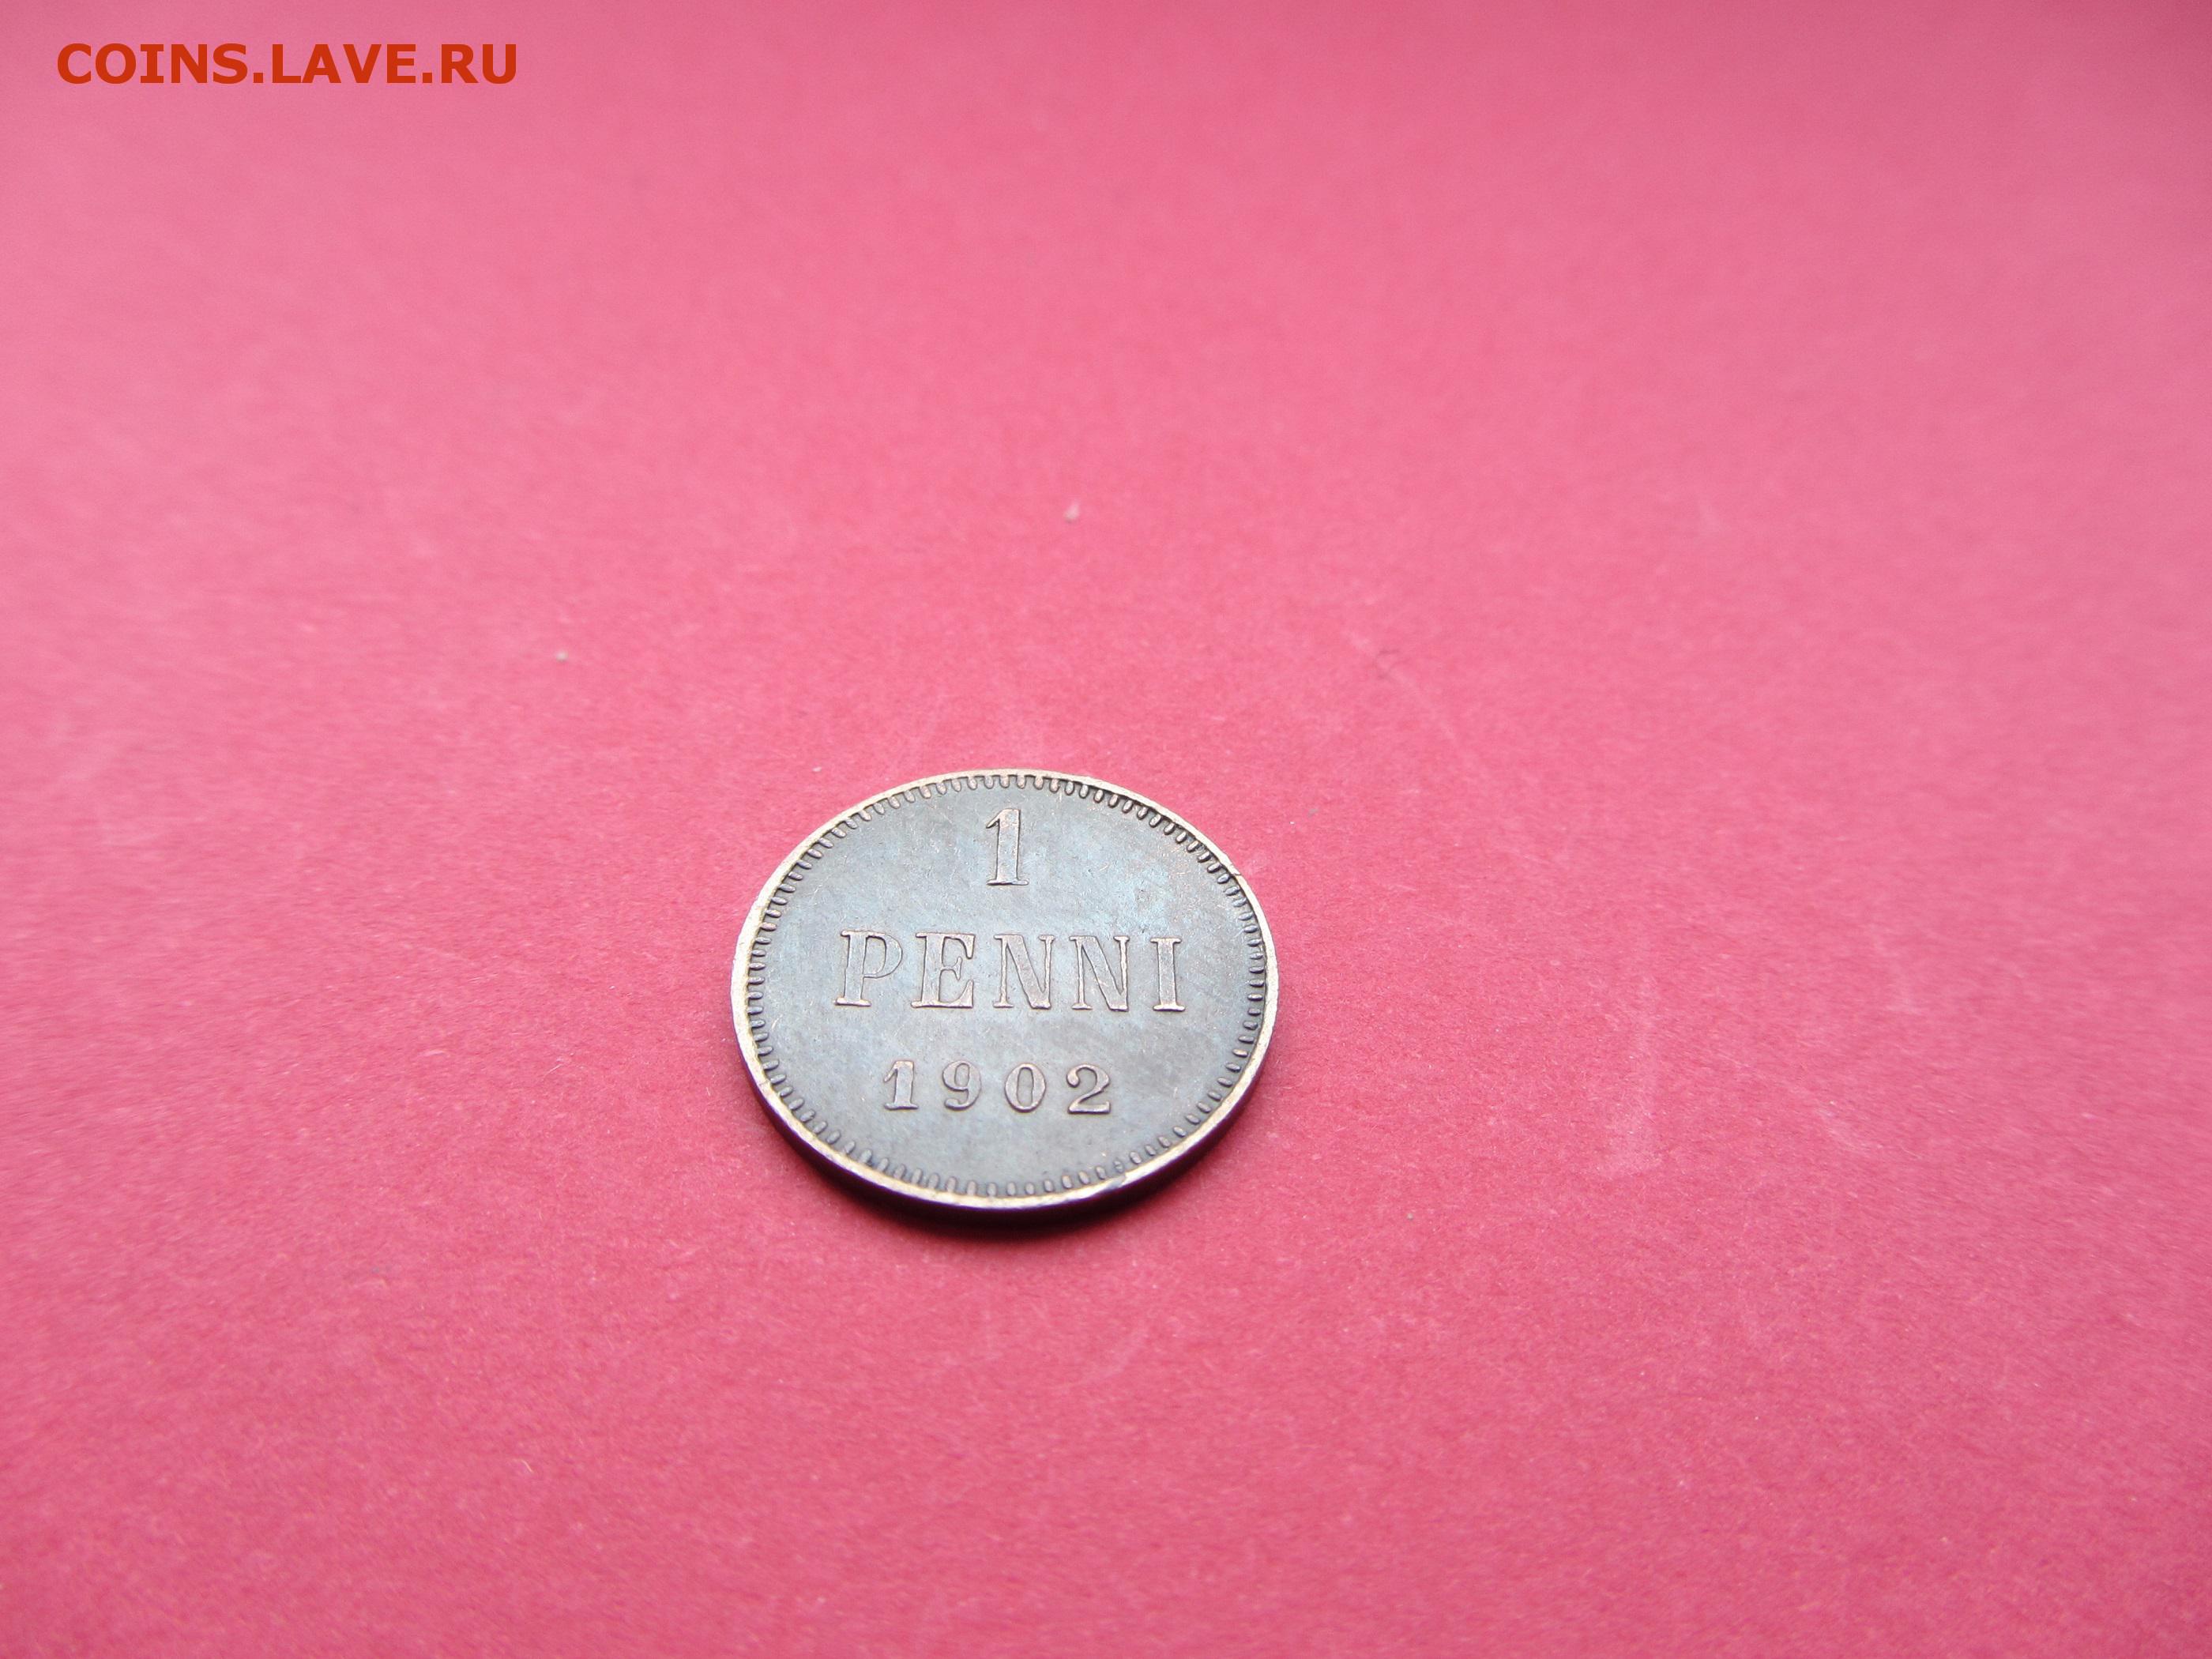 COINS.LAVE.RU
1
PENNI
1902